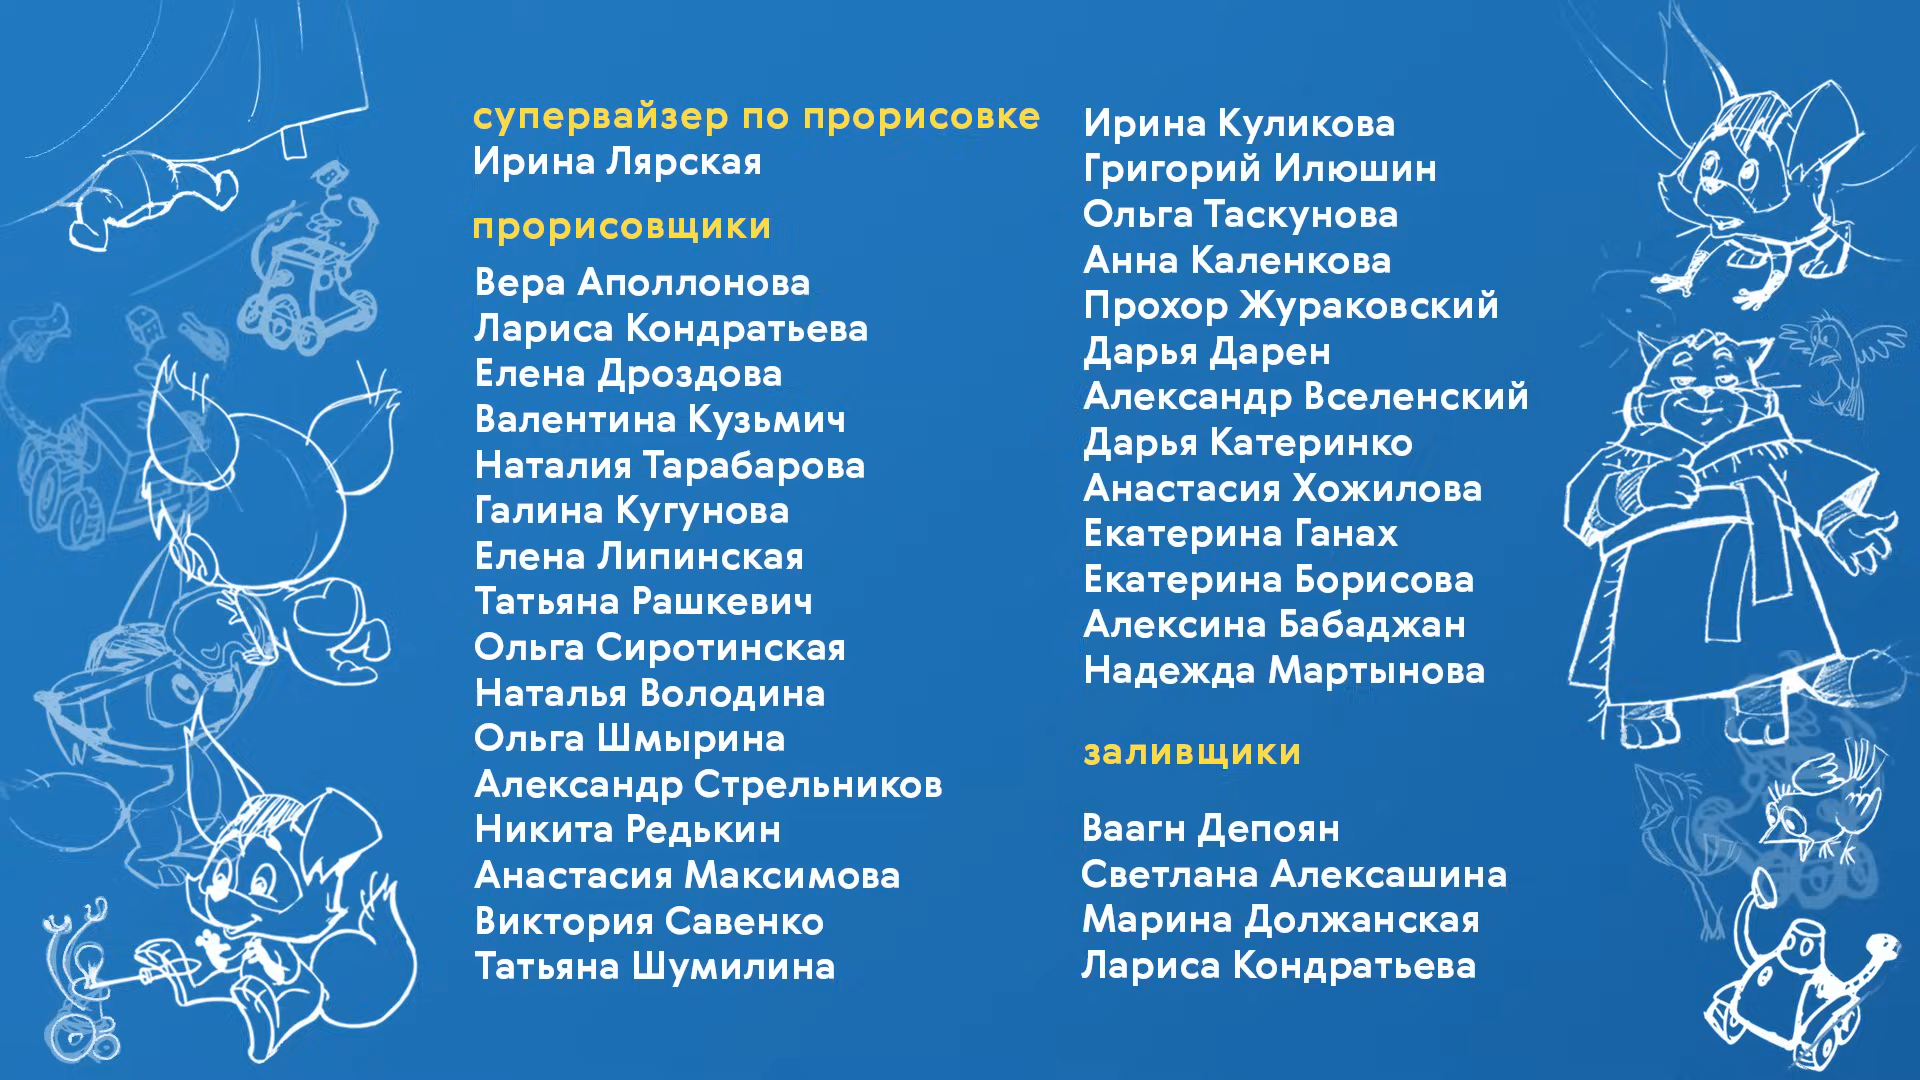 супервайзер по прорисовке
Ирина Лярская
прорисовщики
Вера Аполлонова
Лариса Кондратьева
Елена Дроздова
Валентина Кузьмич
Наталия Тарабарова
Галина Кугунова
Елена Липинская
Татьяна Рашкевич
Ольга Сиротинская
Наталья Володина
Ольга Шмырина
Александр Стрельников
Никита Редькин
Анастасия Максимова
Виктория Савенко
Татьяна Шумилина
Ирина Куликова
Григорий Илюшин
Ольга Таскунова
Анна Каленкова
Прохор Жураковский
Дарья Дарен
Александр Вселенский
Дарья Катеринко
Анастасия Хожилова
Екатерина Ганах
Екатерина Борисова
Алексина Бабаджан
Надежда Мартынова
заливщики
Ваагн Депоян
Светлана Алексашина
Марина Должанская
Лариса Кондратьева